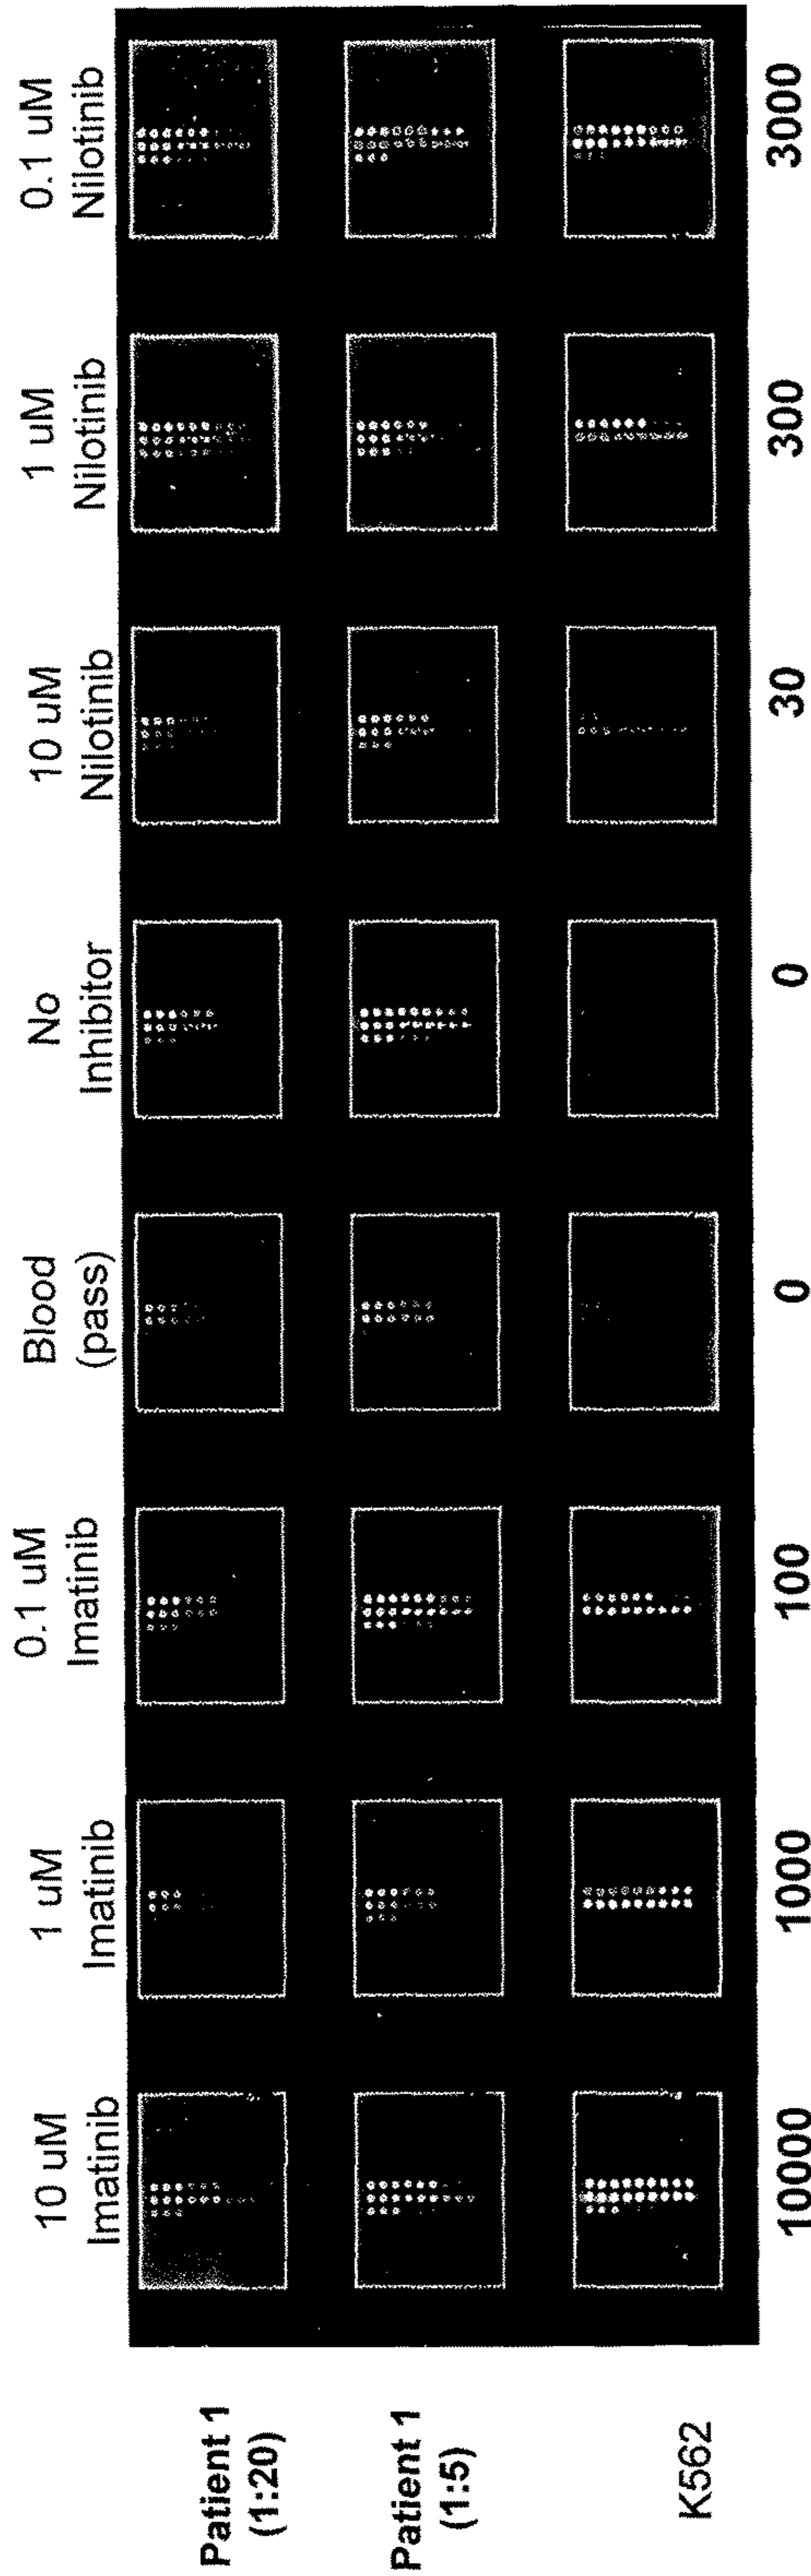 10 uM
Imatinib
1 uM
Imatinib
0.1 uM
Imatinib
Blood
(pass)
No
Inhibitor
10 uM
Nilotinib
1 uM
Nilotinib
0.1 uM
Nilotinib
Patient 1
(1:20)
Patient 1
(1:5)
K562
10000
1000
100
0
0
30
300
3000